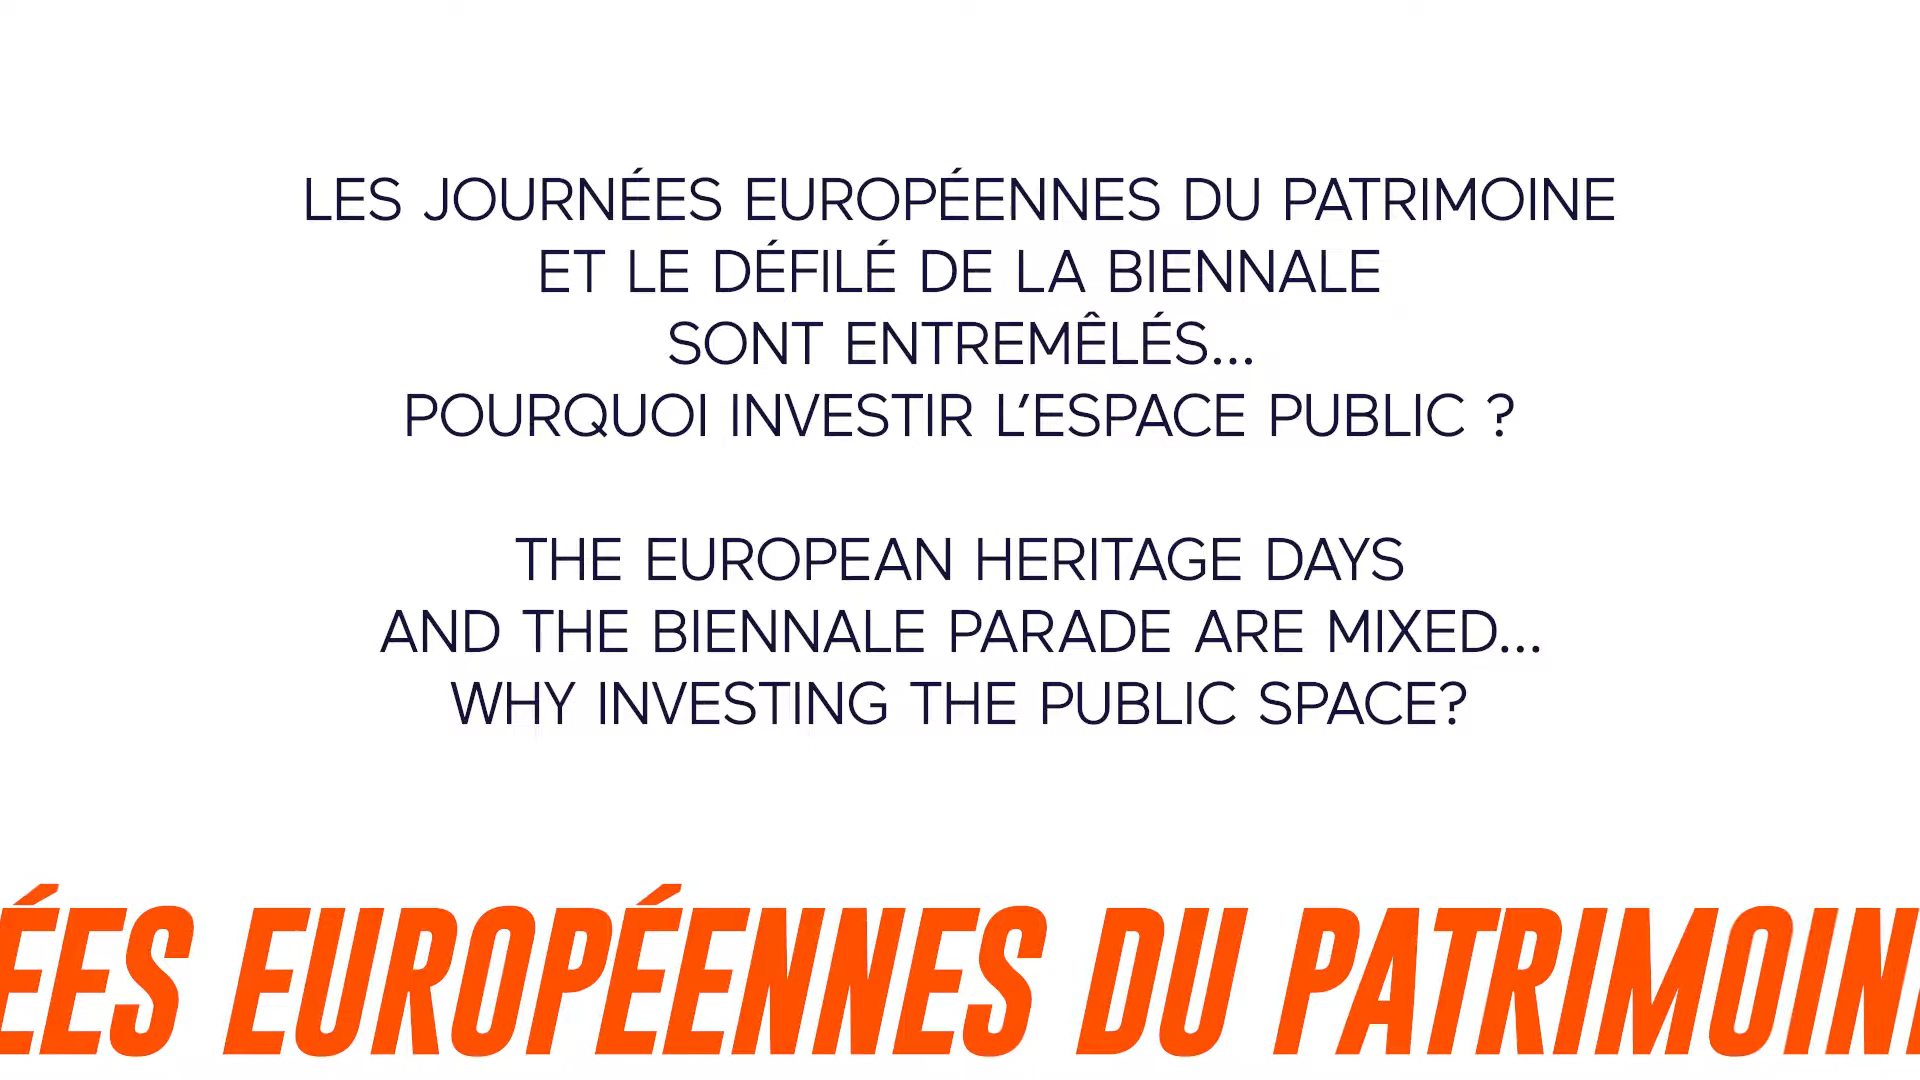 LES JOURNÉES EUROPÉENNES DU PATRIMOINE
ET LE DÉFILÉ DE LA BIENNALE
SONT ENTREMÊLÉS...
POURQUOI INVESTIR L’ESPACE PUBLIC ?
THE EUROPEAN HERITAGE DAYS
AND THE BIENNALE PARADE ARE MIXED...
WHY INVESTING THE PUBLIC SPACE?
ÉES EUROPÉENNES DU PATRIMOIN